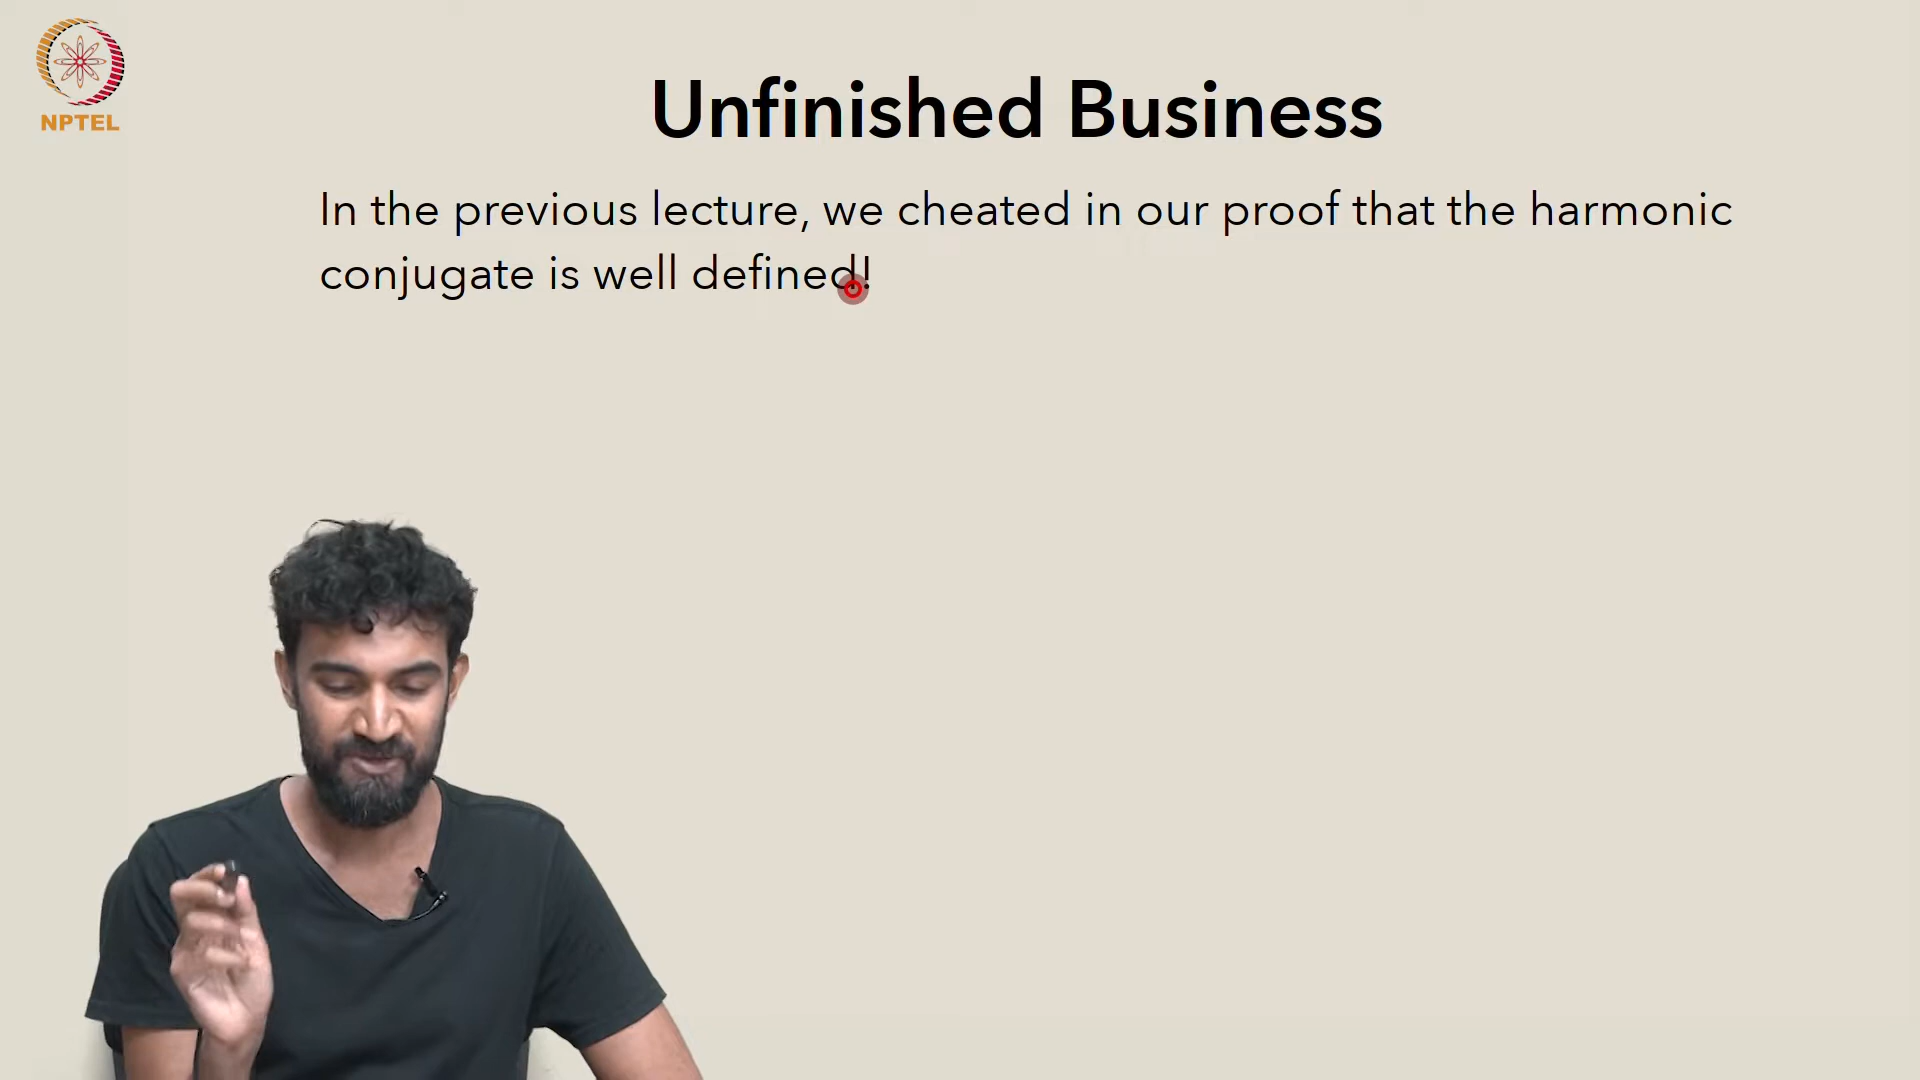 NPTEL
Unfinished Business
In the previous lecture, we cheated in our proof that the harmonic
conjugate is well defined!